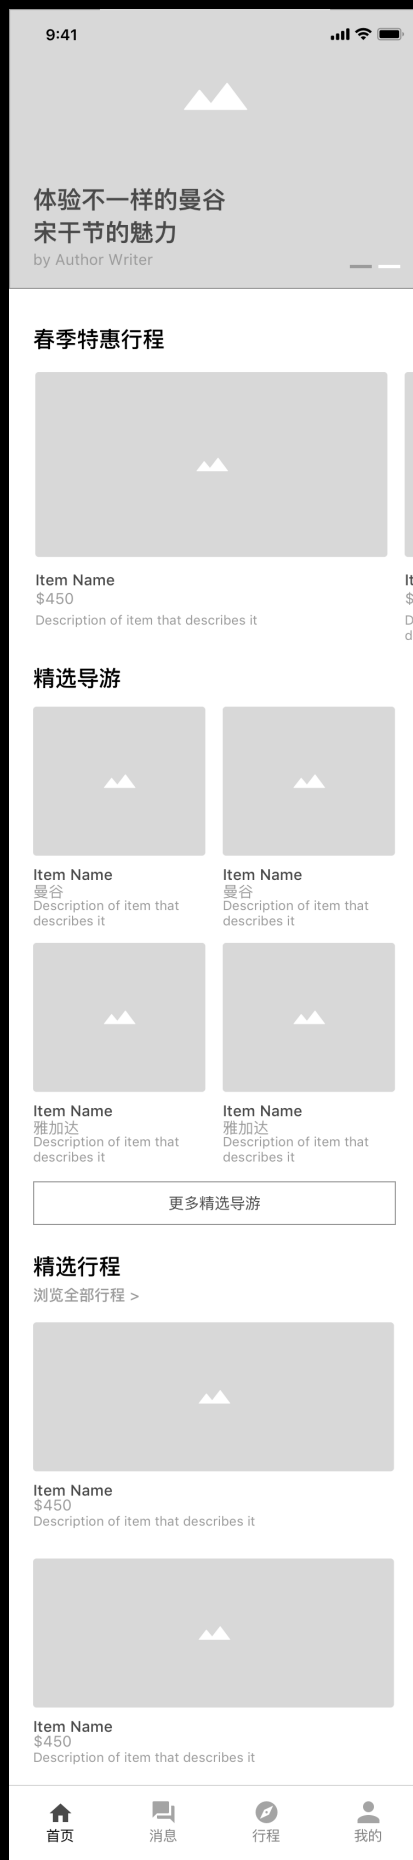 9:41
体验不一样的曼谷
宋干节的魅力
by Author Writer
春季特惠行程
Item Name
$450
Description of item that describes it
精选导游
Item Name
曼谷
Description of item that
describes it
Item Name
曼谷
Description of item that
describes it
Item Name
雅加达
Description of item that
describes it
Item Name
雅加达
Description of item that
describes it
更多精选导游
精选行程
浏览全部行程 >
Item Name
$450
Description of item that describes it
Item Name
$450
Description of item that describes it
首页
消息
行程
我的